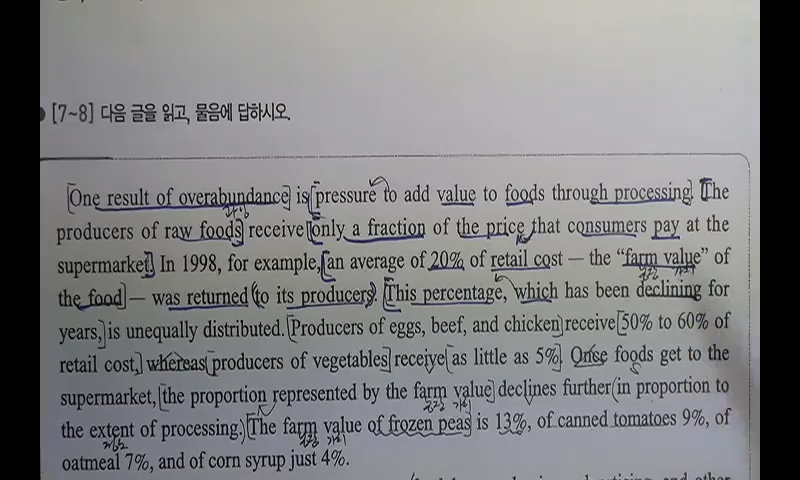 [7~8] 다음 글을 읽고, 물음에 답하시오.
One result of overabundance is pressure to add value to foods through processing. The
producers of raw foods receive only a fraction of the price that consumers pay at the
supermarket. In 1998, for example, an average of 20% of retail cost — the “farm value” of
the food — was returned to its producers. This percentage, which has been declining for
years, is unequally distributed. Producers of eggs, beef, and chicken receive 50% to 60% of
retail cost, whereas producers of vegetables receive as little as 5%. Once foods get to the
supermarket, the proportion represented by the farm value declines further in proportion to
the extent of processing. The farm value of frozen peas is 13%, of canned tomatoes 9%, of
oatmeal 7%, and of corn syrup just 4%.